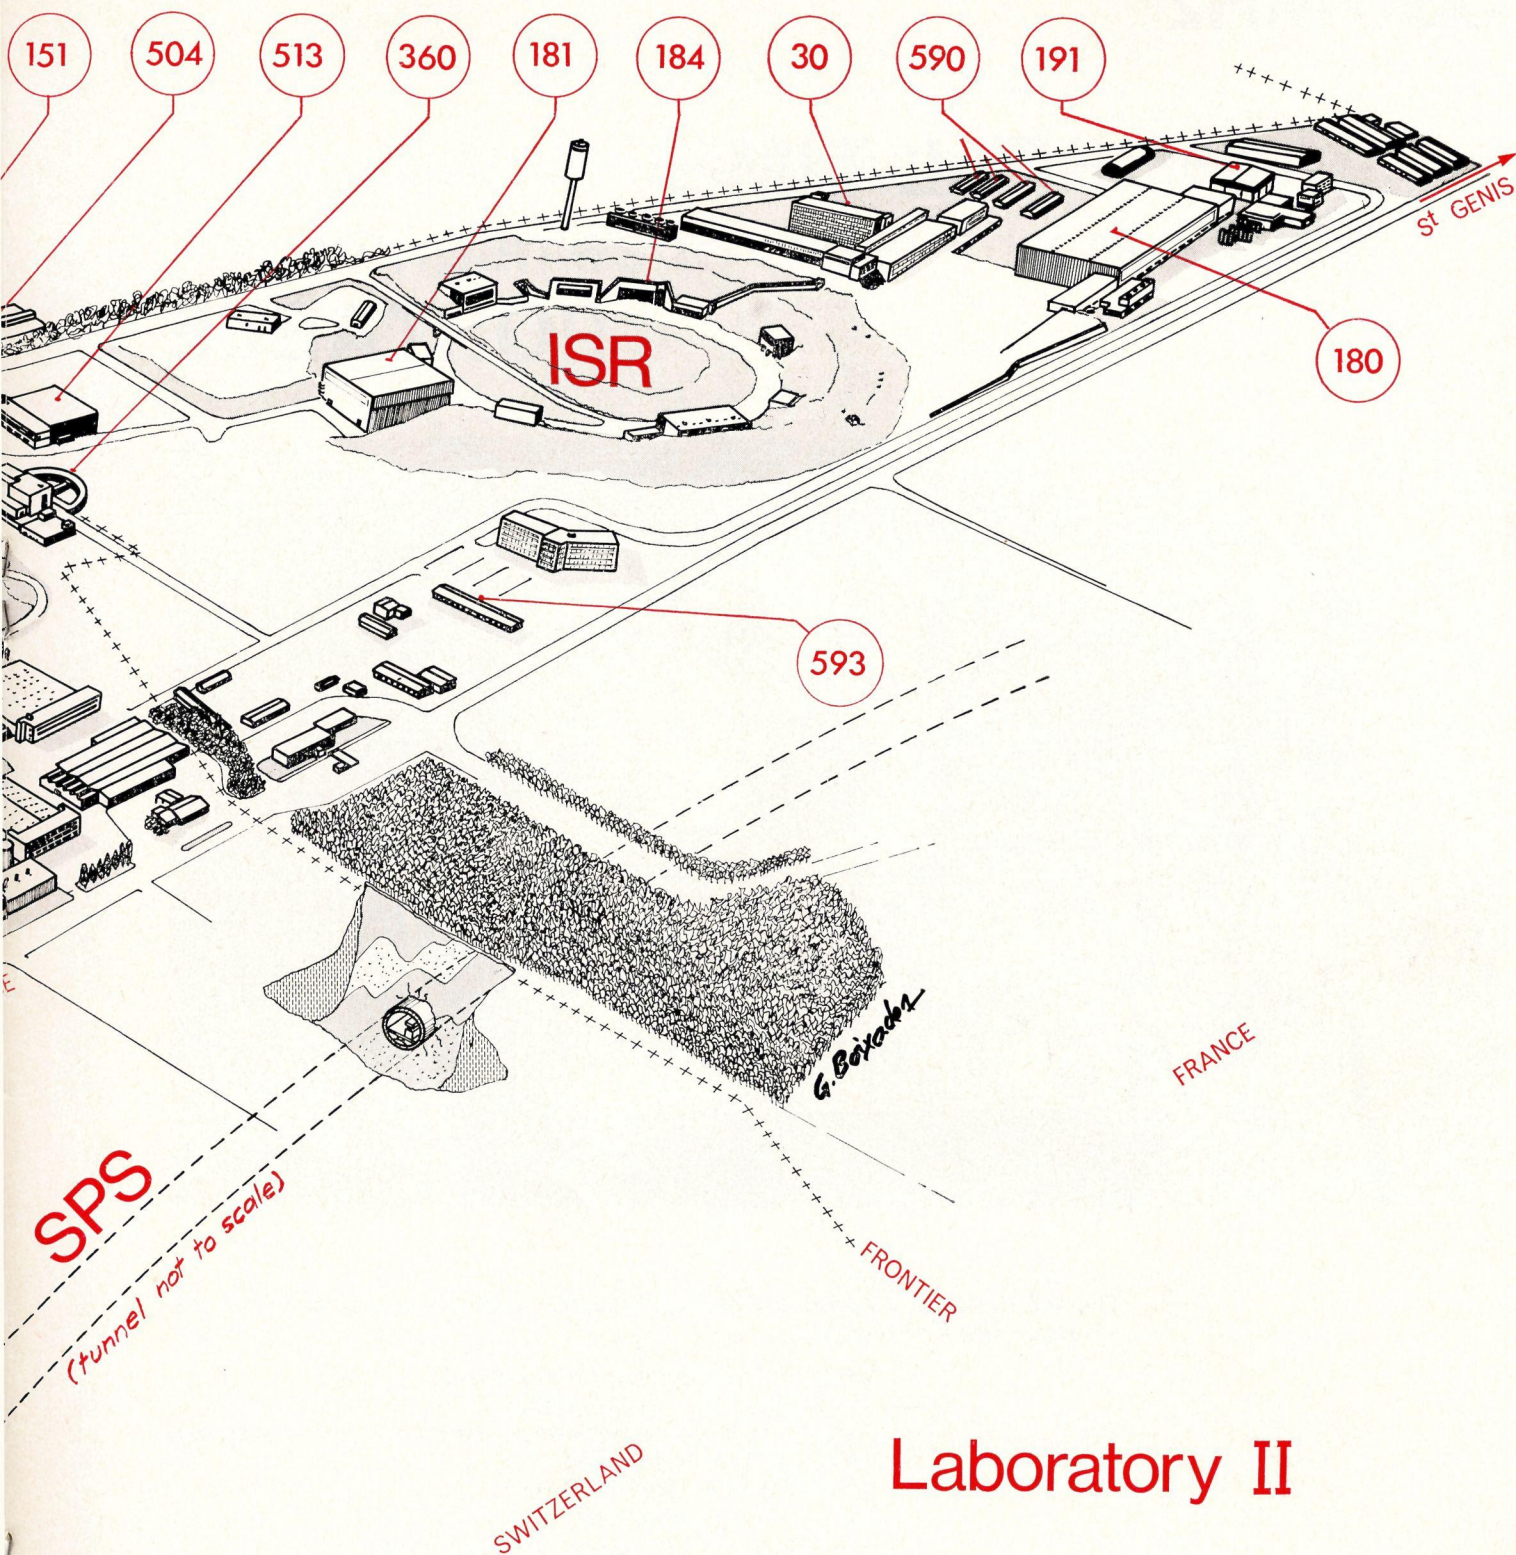 151 504 513 360 181 184 30 590 191
St GENIS
ISR
180
593
E
G. Boixader
FRANCE
SPS
(tunnel not to scale)
FRONTIER
Laboratory II
SWITZERLAND